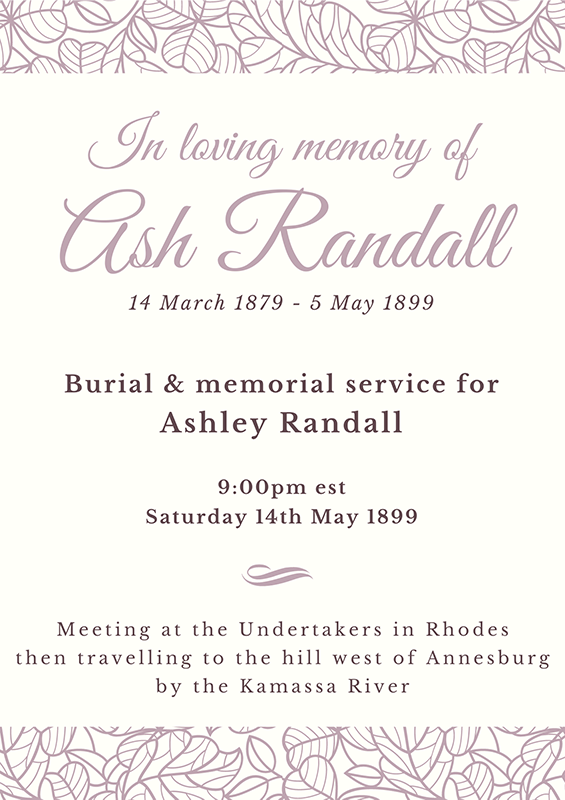 In loving memory of
Ash Randall
14 March 1879 - 5 May 1899
Burial & memorial service for
Ashley Randall
9:00pm est
Saturday 14th May 1899
Meeting at the Undertakers in Rhodes
then travelling to the hill west of Annesburg
by the Kamassa River